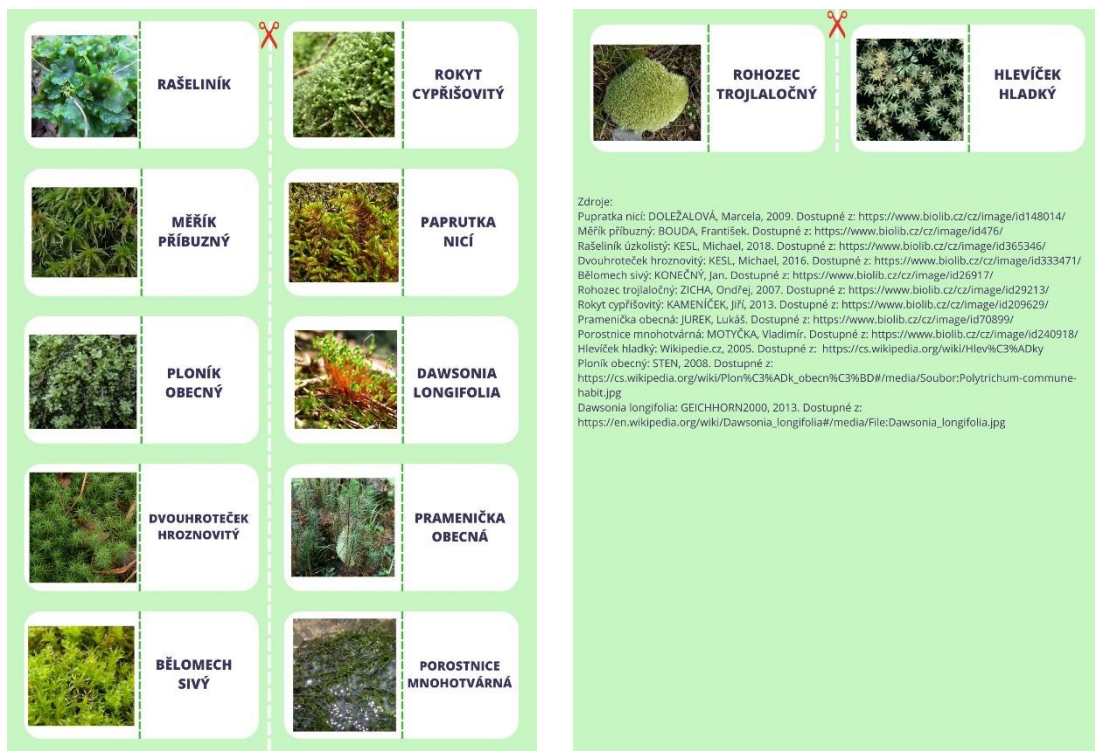 RAŠELINÍK
ROKYT
CYPŘIŠOVITÝ
MĚŘÍK
PŘÍBUZNÝ
PAPRUTKA
NICÍ
PLONÍK
OBECNÝ
DAWSONIA
LONGIFOLIA
DVOUHROTEČEK
HROZNOVITÝ
PRAMENIČKA
OBECNÁ
BĚLOMECH
SIVÝ
POROSTNICE
MNOHOTVÁRNÁ
ROHOZEC
TROJLALOČNÝ
HLEVÍČEK
HLADKÝ
Zdroje:
Pupratka nicí: DOLEŽALOVÁ, Marcela, 2009. Dostupné z: https://www.biolib.cz/cz/image/id148014/
Měřík příbuzný: BOUDA, František. Dostupné z: https://www.biolib.cz/cz/image/id476/
Rašeliník úzkolistý: KESL, Michael, 2018. Dostupné z: https://www.biolib.cz/cz/image/id365346/
Dvouhroteček hroznovitý: KESL, Michael, 2016. Dostupné z: https://www.biolib.cz/cz/image/id333471/
Bělomech sivý: KONEČNÝ, Jan. Dostupné z: https://www.biolib.cz/cz/image/id26917/
Rohozec trojlaločný: ZICHA, Ondřej, 2007. Dostupné z: https://www.biolib.cz/cz/image/id29213/
Rokyt cypřišovitý: KAMENÍČEK, Jiří, 2013. Dostupné z: https://www.biolib.cz/cz/image/id209629/
Pramenička obecná: JUREK, Lukáš. Dostupné z: https://www.biolib.cz/cz/image/id70899/
Porostnice mnohotvárná: MOTYČKA, Vladimír. Dostupné z: https://www.biolib.cz/cz/image/id240918/
Hlevíček hladký: Wikipedie.cz, 2005. Dostupné z: https://cs.wikipedia.org/wiki/Hlev%C3%ADky
Ploník obecný: STEN, 2008. Dostupné z:
https://cs.wikipedia.org/wiki/Plon%C3%ADk_obecn%C3%BD#/media/Soubor:Polytrichum-commune-
habit.jpg
Dawsonia longifolia: GEICHHORN2000, 2013. Dostupné z:
https://en.wikipedia.org/wiki/Dawsonia_longifolia#/media/File:Dawsonia_longifolia.jpg